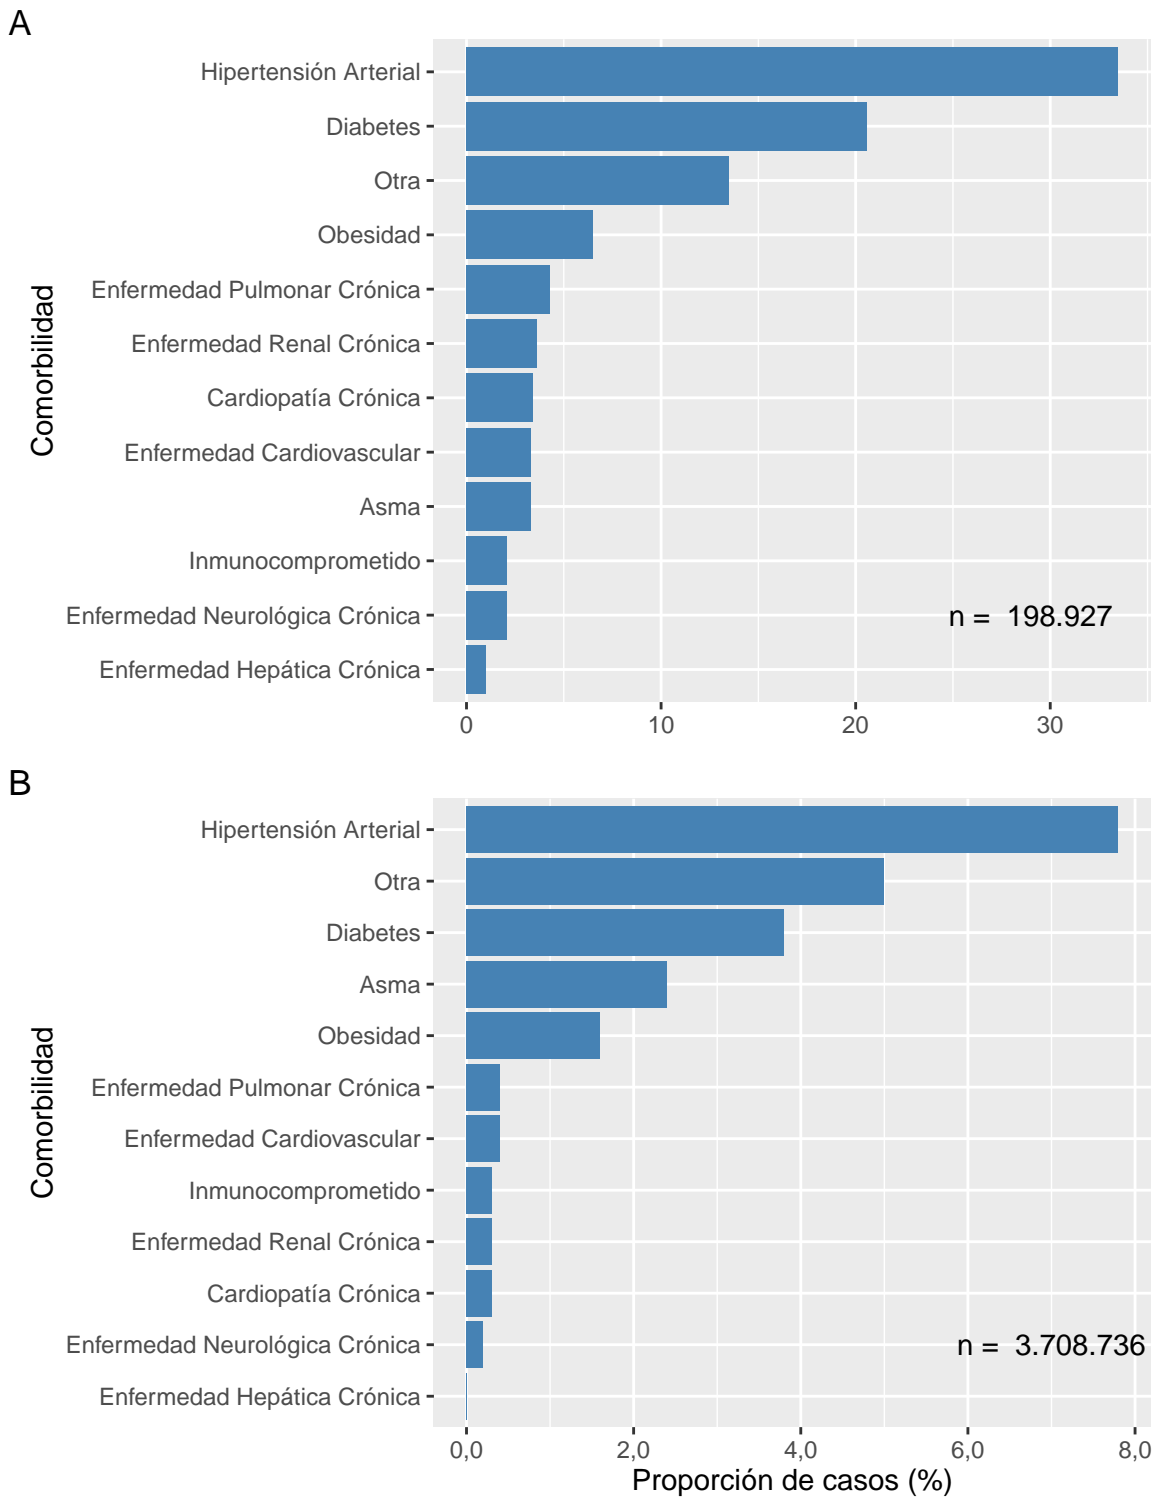 A
Hipertensión Arterial
Diabetes
Otra
Obesidad
Enfermedad Pulmonar Crónica
Enfermedad Renal Crónica
Cardiopatía Crónica
Enfermedad Cardiovascular
Asma
Inmunocomprometido
Enfermedad Neurológica Crónica
Enfermedad Hepática Crónica
Comorbilidad
n = 198.927
0 10 20 30
B
Hipertensión Arterial
Otra
Diabetes
Asma
Obesidad
Enfermedad Pulmonar Crónica
Enfermedad Cardiovascular
Inmunocomprometido
Enfermedad Renal Crónica
Cardiopatía Crónica
Enfermedad Neurológica Crónica
Enfermedad Hepática Crónica
Comorbilidad
n = 3.708.736
0,0 2,0 4,0 6,0 8,0
Proporción de casos (%)